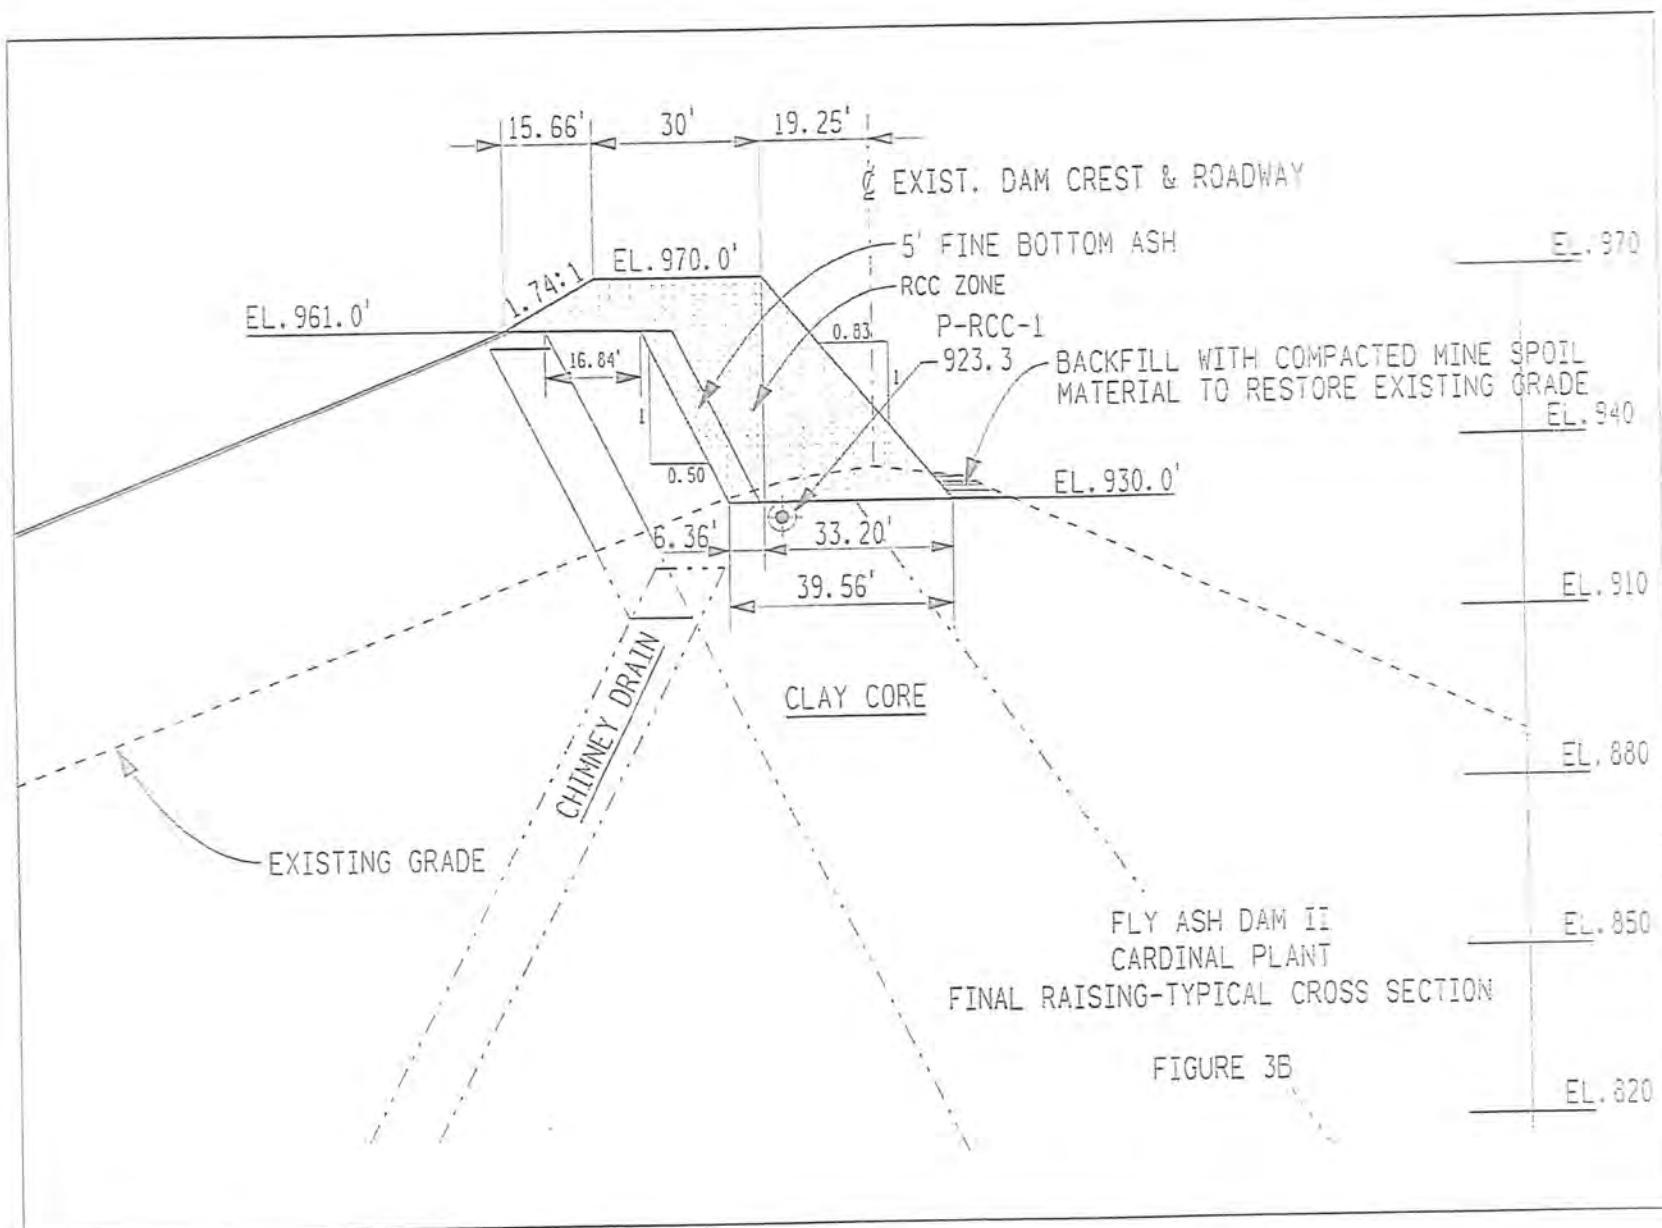 15.66' 30' 19.25'
℄ EXIST. DAM CREST & ROADWAY
5' FINE BOTTOM ASH
EL.970
EL.970.0'
1.74:1
RCC ZONE
EL.961.0'
0.83
P-RCC-1
923.3
1
16.84'
BACKFILL WITH COMPACTED MINE SPOIL
MATERIAL TO RESTORE EXISTING GRADE
EL.940
1
0.50
EL.930.0'
6.36' 33.20'
39.56'
EL.910
CHIMNEY DRAIN
CLAY CORE
EL.880
EXISTING GRADE
FLY ASH DAM II
CARDINAL PLANT
FINAL RAISING-TYPICAL CROSS SECTION
EL.850
FIGURE 3B
EL.820